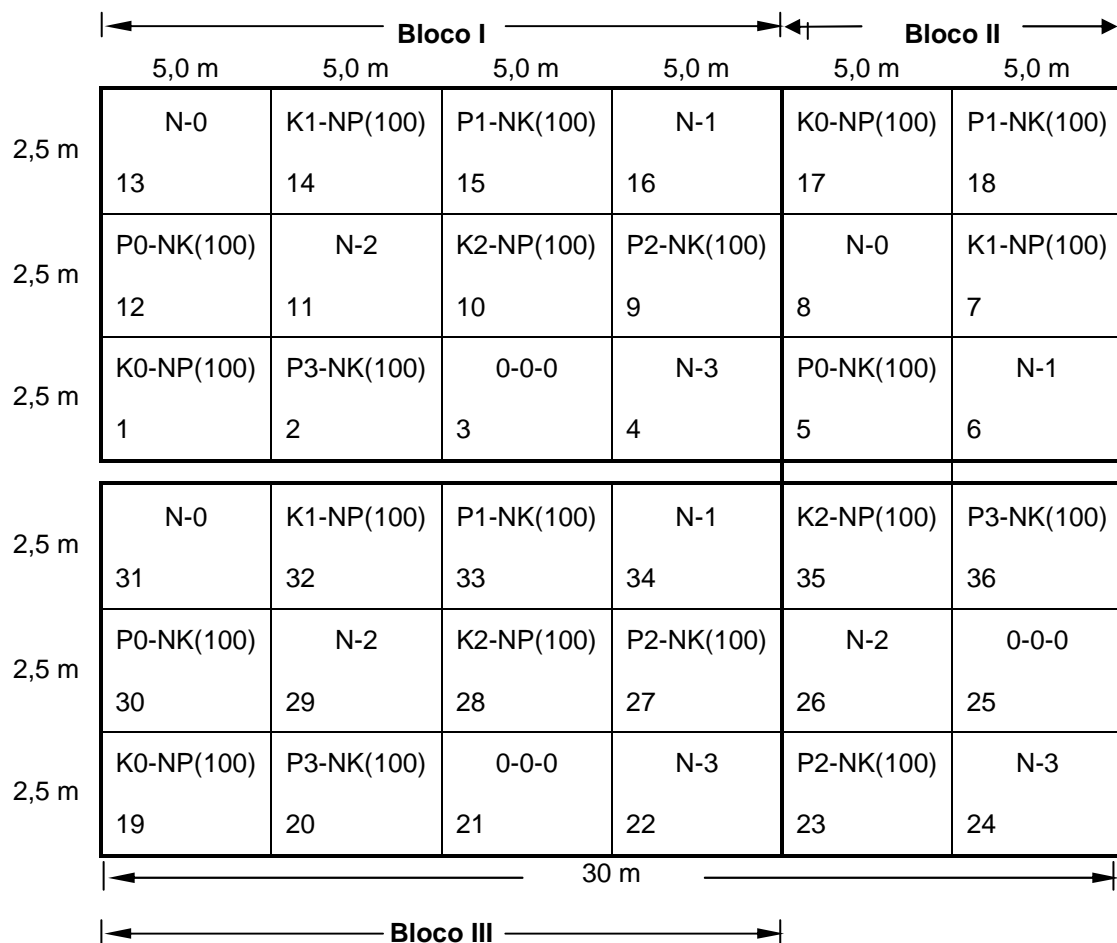 Bloco I Bloco II
5,0 m 5,0 m 5,0 m 5,0 m 5,0 m 5,0 m
N-0 K1-NP(100) P1-NK(100) N-1 K0-NP(100) P1-NK(100)
2,5 m
13 14 15 16 17 18
P0-NK(100) N-2 K2-NP(100) P2-NK(100) N-0 K1-NP(100)
2,5 m
12 11 10 9 8 7
K0-NP(100) P3-NK(100) 0-0-0 N-3 P0-NK(100) N-1
2,5 m
1 2 3 4 5 6
N-0 K1-NP(100) P1-NK(100) N-1 K2-NP(100) P3-NK(100)
2,5 m
31 32 33 34 35 36
P0-NK(100) N-2 K2-NP(100) P2-NK(100) N-2 0-0-0
2,5 m
30 29 28 27 26 25
K0-NP(100) P3-NK(100) 0-0-0 N-3 P2-NK(100) N-3
2,5 m
19 20 21 22 23 24
30 m
Bloco III